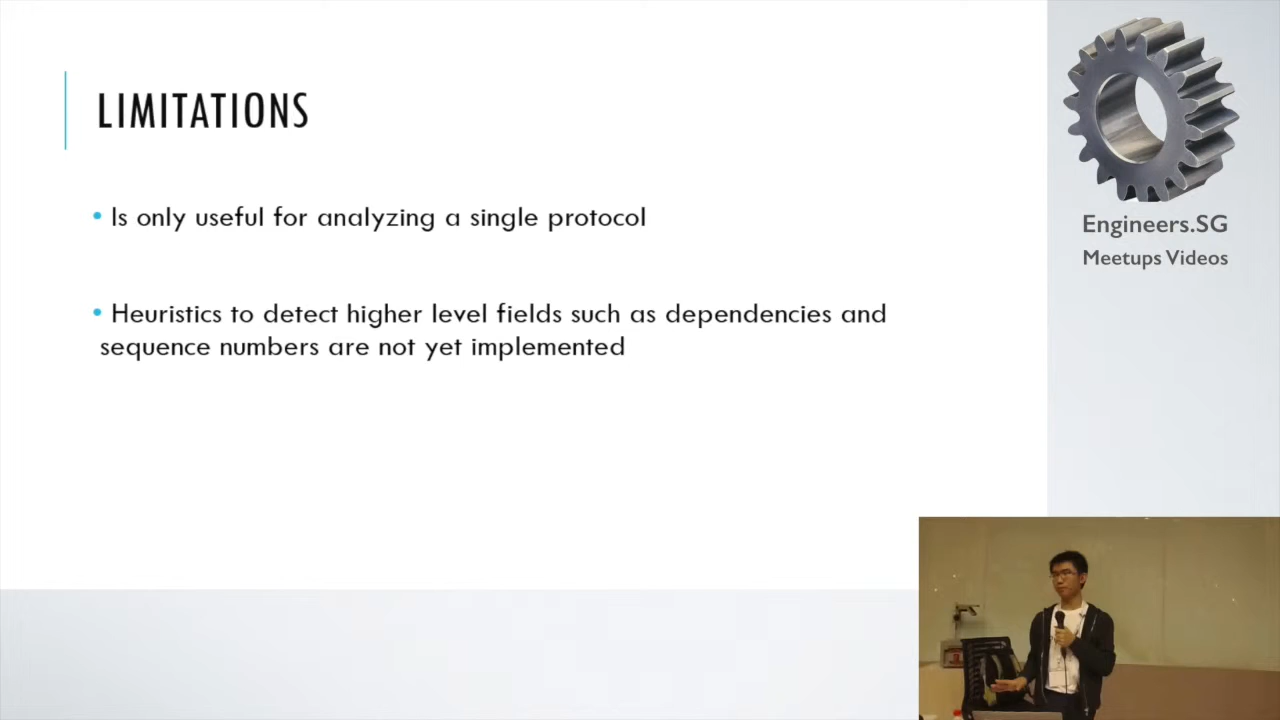 LIMITATIONS
• Is only useful for analyzing a single protocol
• Heuristics to detect higher level fields such as dependencies and
sequence numbers are not yet implemented
Engineers.SG
Meetups Videos